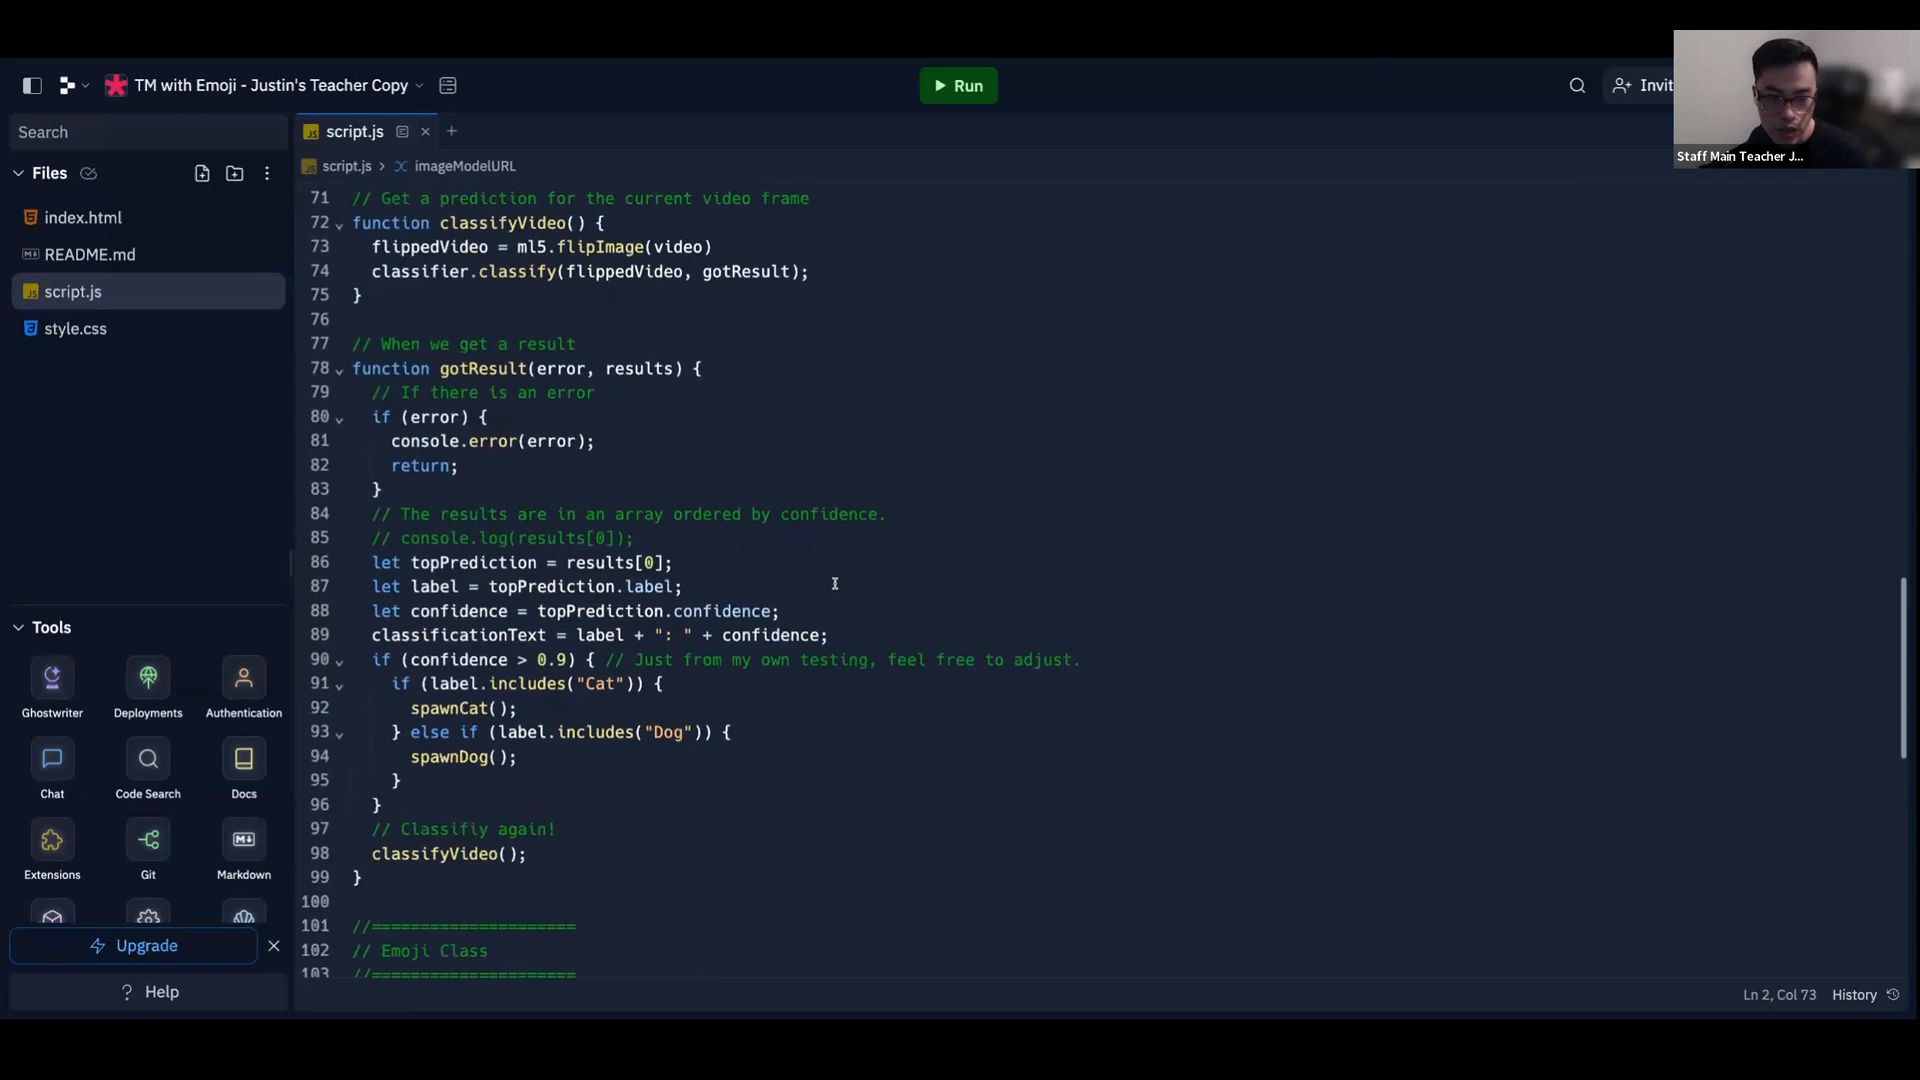 TM with Emoji - Justin's Teacher Copy
Run
Invit
Staff Main Teacher J...
Search
Files
index.html
README.md
script.js
style.css
Tools
Ghostwriter
Deployments
Authentication
Chat
Code Search
Docs
Extensions
Git
Markdown
Upgrade
Help
script.js
script.js > imageModelURL
71 // Get a prediction for the current video frame
72 function classifyVideo() {
73 flippedVideo = ml5.flipImage(video)
74 classifier.classify(flippedVideo, gotResult);
75 }
76
77 // When we get a result
78 function gotResult(error, results) {
79 // If there is an error
80 if (error) {
81 console.error(error);
82 return;
83 }
84 // The results are in an array ordered by confidence.
85 // console.log(results[0]);
86 let topPrediction = results[0];
87 let label = topPrediction.label;
88 let confidence = topPrediction.confidence;
89 classificationText = label + ": " + confidence;
90 if (confidence > 0.9) { // Just from my own testing, feel free to adjust.
91 if (label.includes("Cat")) {
92 spawnCat();
93 } else if (label.includes("Dog")) {
94 spawnDog();
95 }
96 }
97 // Classifiy again!
98 classifyVideo();
99 }
100
101 //====================
102 // Emoji Class
103 //====================
Ln 2, Col 73
History